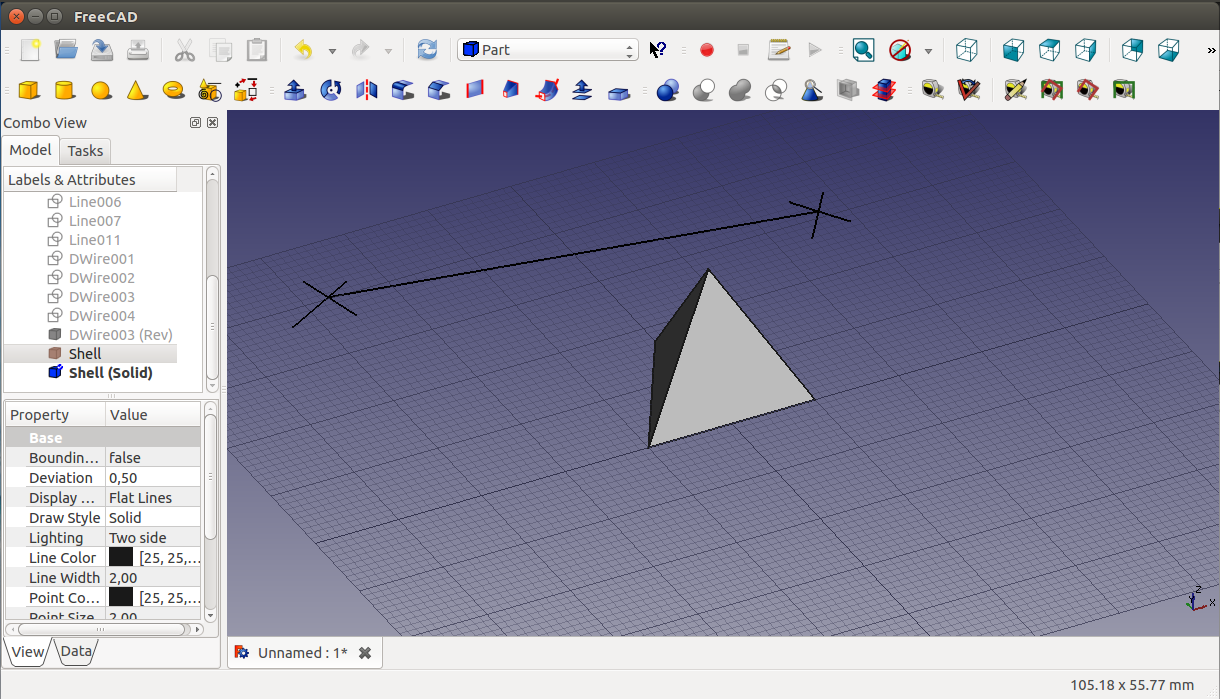 FreeCAD
Part
»
Combo View
Model Tasks
Labels & Attributes
Line006
Line007
Line011
DWire001
DWire002
DWire003
DWire004
DWire003 (Rev)
Shell
Shell (Solid)
Property Value
Base
Boundin... false
Deviation 0,50
Display ... Flat Lines
Draw Style Solid
Lighting Two side
Line Color [25, 25,...
Line Width 2,00
Point Co... [25, 25,...
Point Size 2,00
View Data
Z
X
Unnamed : 1*
105.18 x 55.77 mm